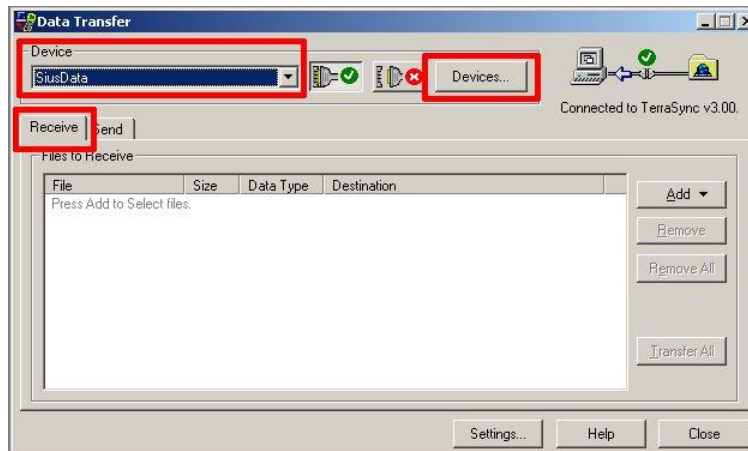 Data Transfer
Device
SiusData
Devices...
Connected to TerraSync v3.00.
Receive
Send
Files to Receive
File Size Data Type Destination
Press Add to Select files.
Add
Remove
Remove All
Transfer All
Settings... Help Close